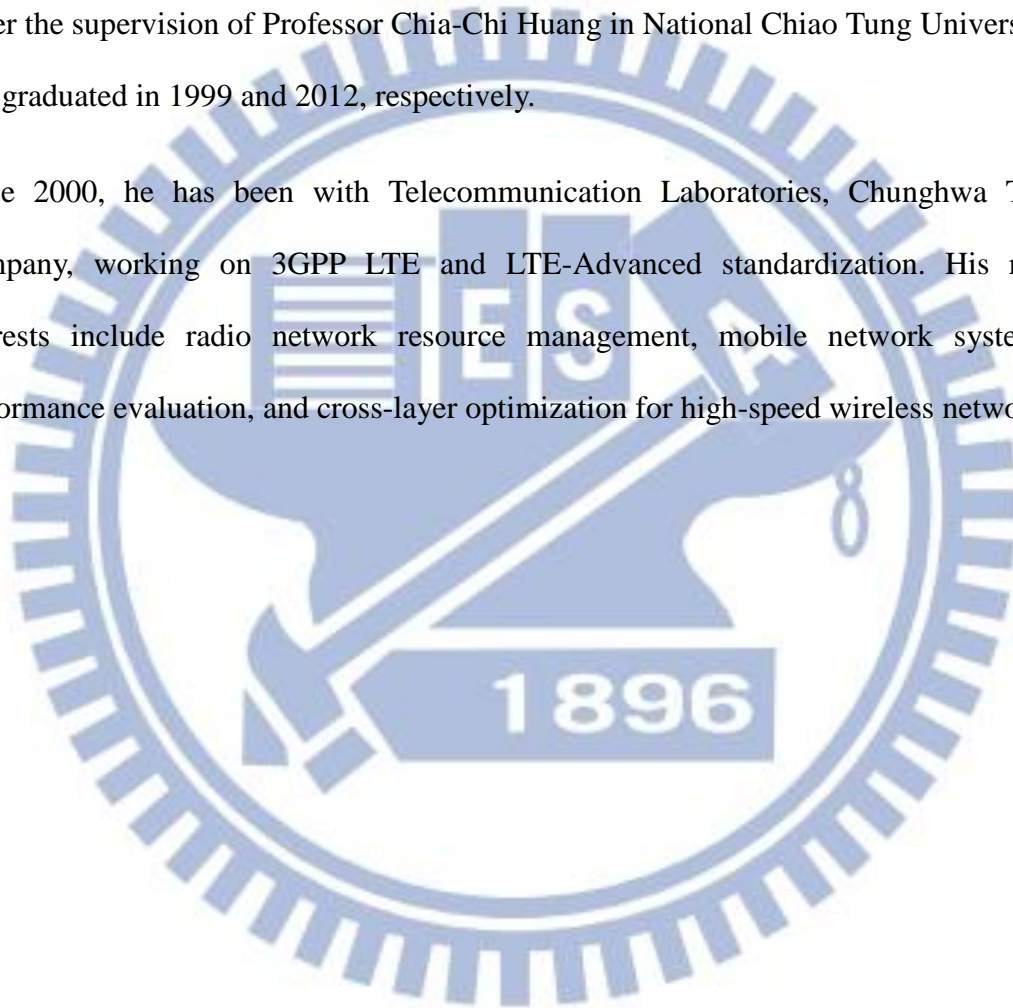 er the supervision of Professor Chia-Chi Huang in National Chiao Tung Univers
graduated in 1999 and 2012, respectively.
e 2000, he has been with Telecommunication Laboratories, Chunghwa T
mpany, working on 3GPP LTE and LTE-Advanced standardization. His
rests include radio network resource management, mobile network syste
ormance evaluation, and cross-layer optimization for high-speed wireless netwo
E S A
1896